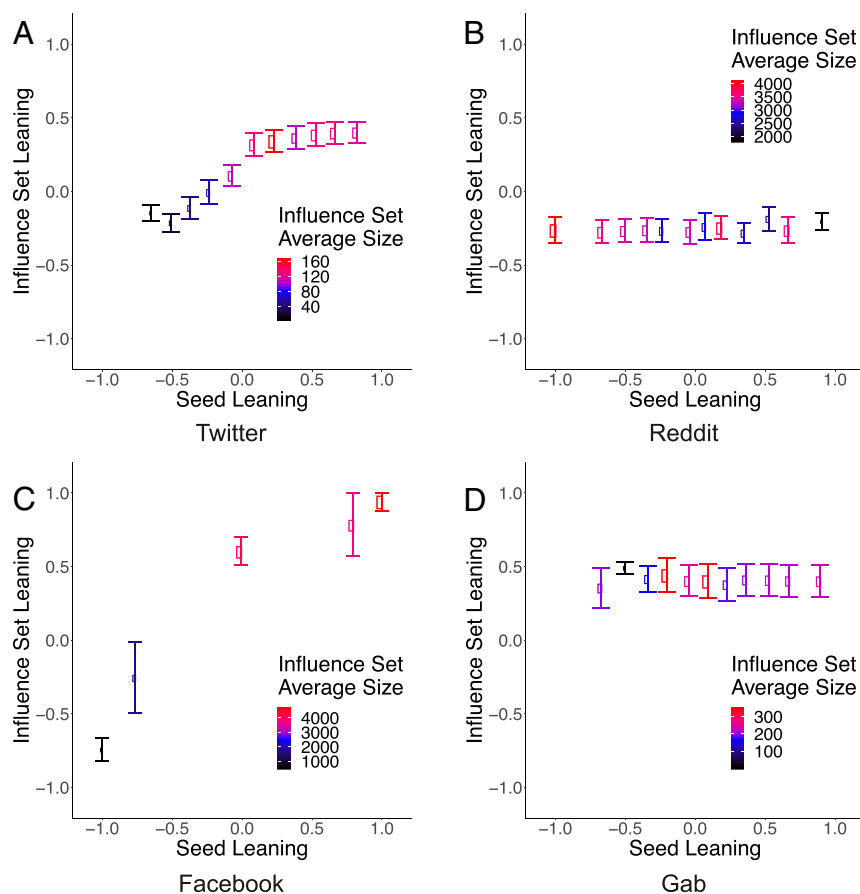 A
1.0
0.5
0.0
−0.5
−1.0
Influence Set Leaning
Influence Set
Average Size
160
120
80
40
−1.0 −0.5 0.0 0.5 1.0
Seed Leaning
Twitter
B
1.0
0.5
0.0
−0.5
−1.0
Influence Set Leaning
Influence Set
Average Size
4000
3500
3000
2500
2000
−1.0 −0.5 0.0 0.5 1.0
Seed Leaning
Reddit
C
1.0
0.5
0.0
−0.5
−1.0
Influence Set Leaning
Influence Set
Average Size
4000
3000
2000
1000
−1.0 −0.5 0.0 0.5 1.0
Seed Leaning
Facebook
D
1.0
0.5
0.0
−0.5
−1.0
Influence Set Leaning
Influence Set
Average Size
300
200
100
−1.0 −0.5 0.0 0.5 1.0
Seed Leaning
Gab